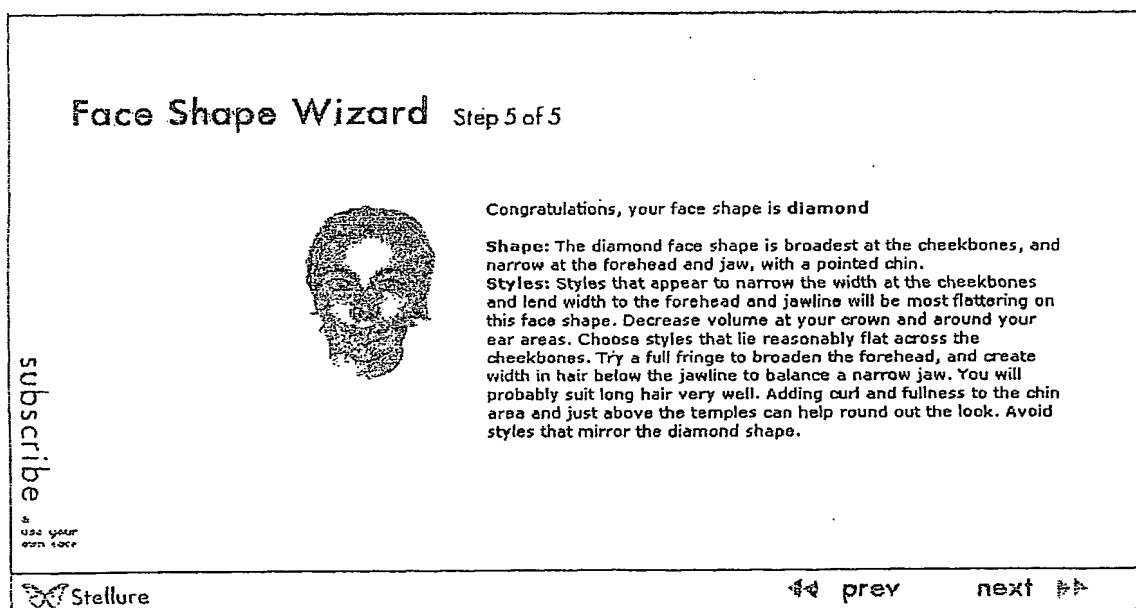 Face Shape Wizard Step 5 of 5
Congratulations, your face shape is diamond
Shape: The diamond face shape is broadest at the cheekbones, and
narrow at the forehead and jaw, with a pointed chin.
Styles: Styles that appear to narrow the width at the cheekbones
and lend width to the forehead and jawline will be most flattering on
this face shape. Decrease volume at your crown and around your
ear areas. Choose styles that lie reasonably flat across the
cheekbones. Try a full fringe to broaden the forehead, and create
width in hair below the jawline to balance a narrow jaw. You will
probably suit long hair very well. Adding curl and fullness to the chin
area and just above the temples can help round out the look. Avoid
styles that mirror the diamond shape.
subscribe
&
use your
own face
Stellure
prev next